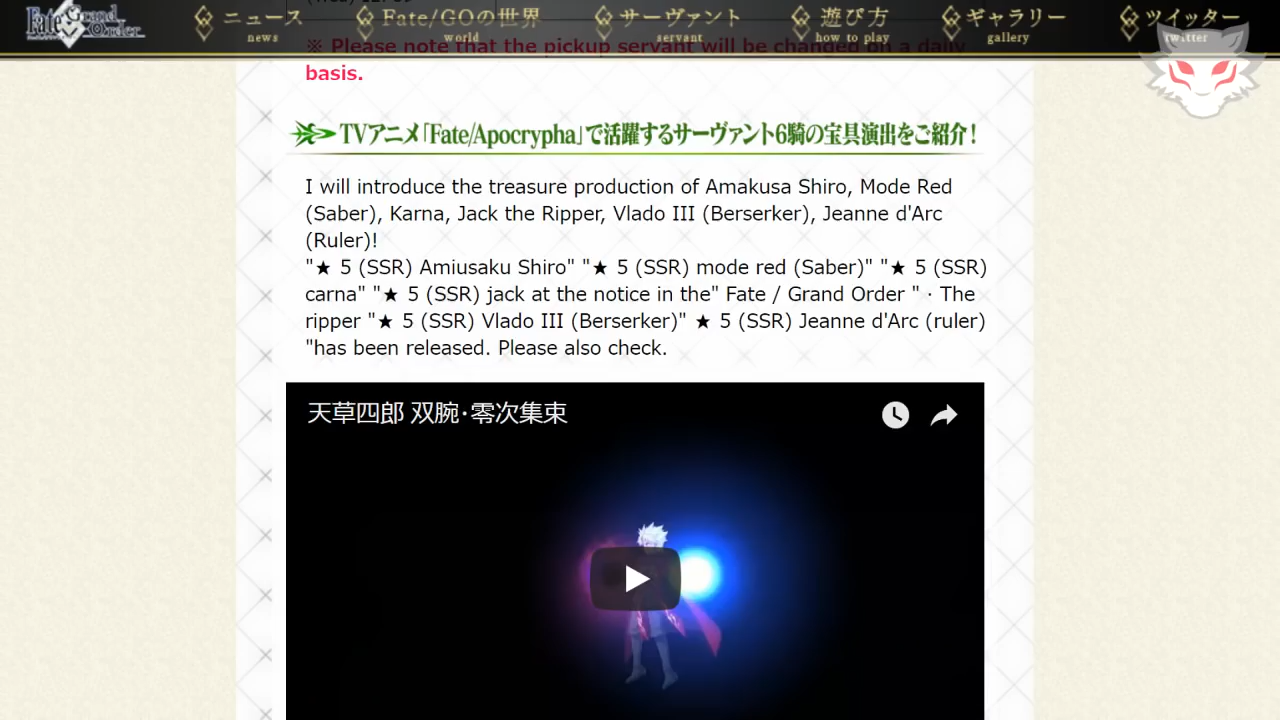 Fate Grand Order
ニュース
news
Fate/GOの世界
world
サーヴァント
servant
遊び方
how to play
ギャラリー
gallery
ツイッター
twitter
※ Please note that the pickup servant will be changed on a daily
basis.
TVアニメ「Fate/Apocrypha」で活躍するサーヴァント6騎の宝具演出をご紹介!
I will introduce the treasure production of Amakusa Shiro, Mode Red
(Saber), Karna, Jack the Ripper, Vlado III (Berserker), Jeanne d'Arc
(Ruler)!
"★ 5 (SSR) Amiusaku Shiro" "★ 5 (SSR) mode red (Saber)" "★ 5 (SSR)
carna" "★ 5 (SSR) jack at the notice in the" Fate / Grand Order " · The
ripper "★ 5 (SSR) Vlado III (Berserker)" ★ 5 (SSR) Jeanne d'Arc (ruler)
"has been released. Please also check.
天草四郎 双腕･零次集束